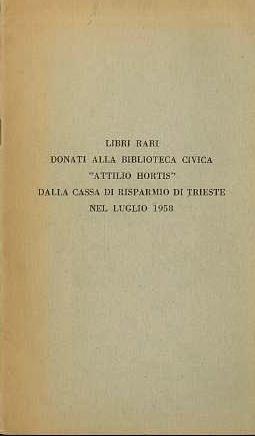 LIBRI RARI
DONATI ALLA BIBLIOTECA CIVICA
"ATTILIO HORTIS"
DALLA CASSA DI RISPARMIO DI TRIESTE
NEL LUGLIO 1958